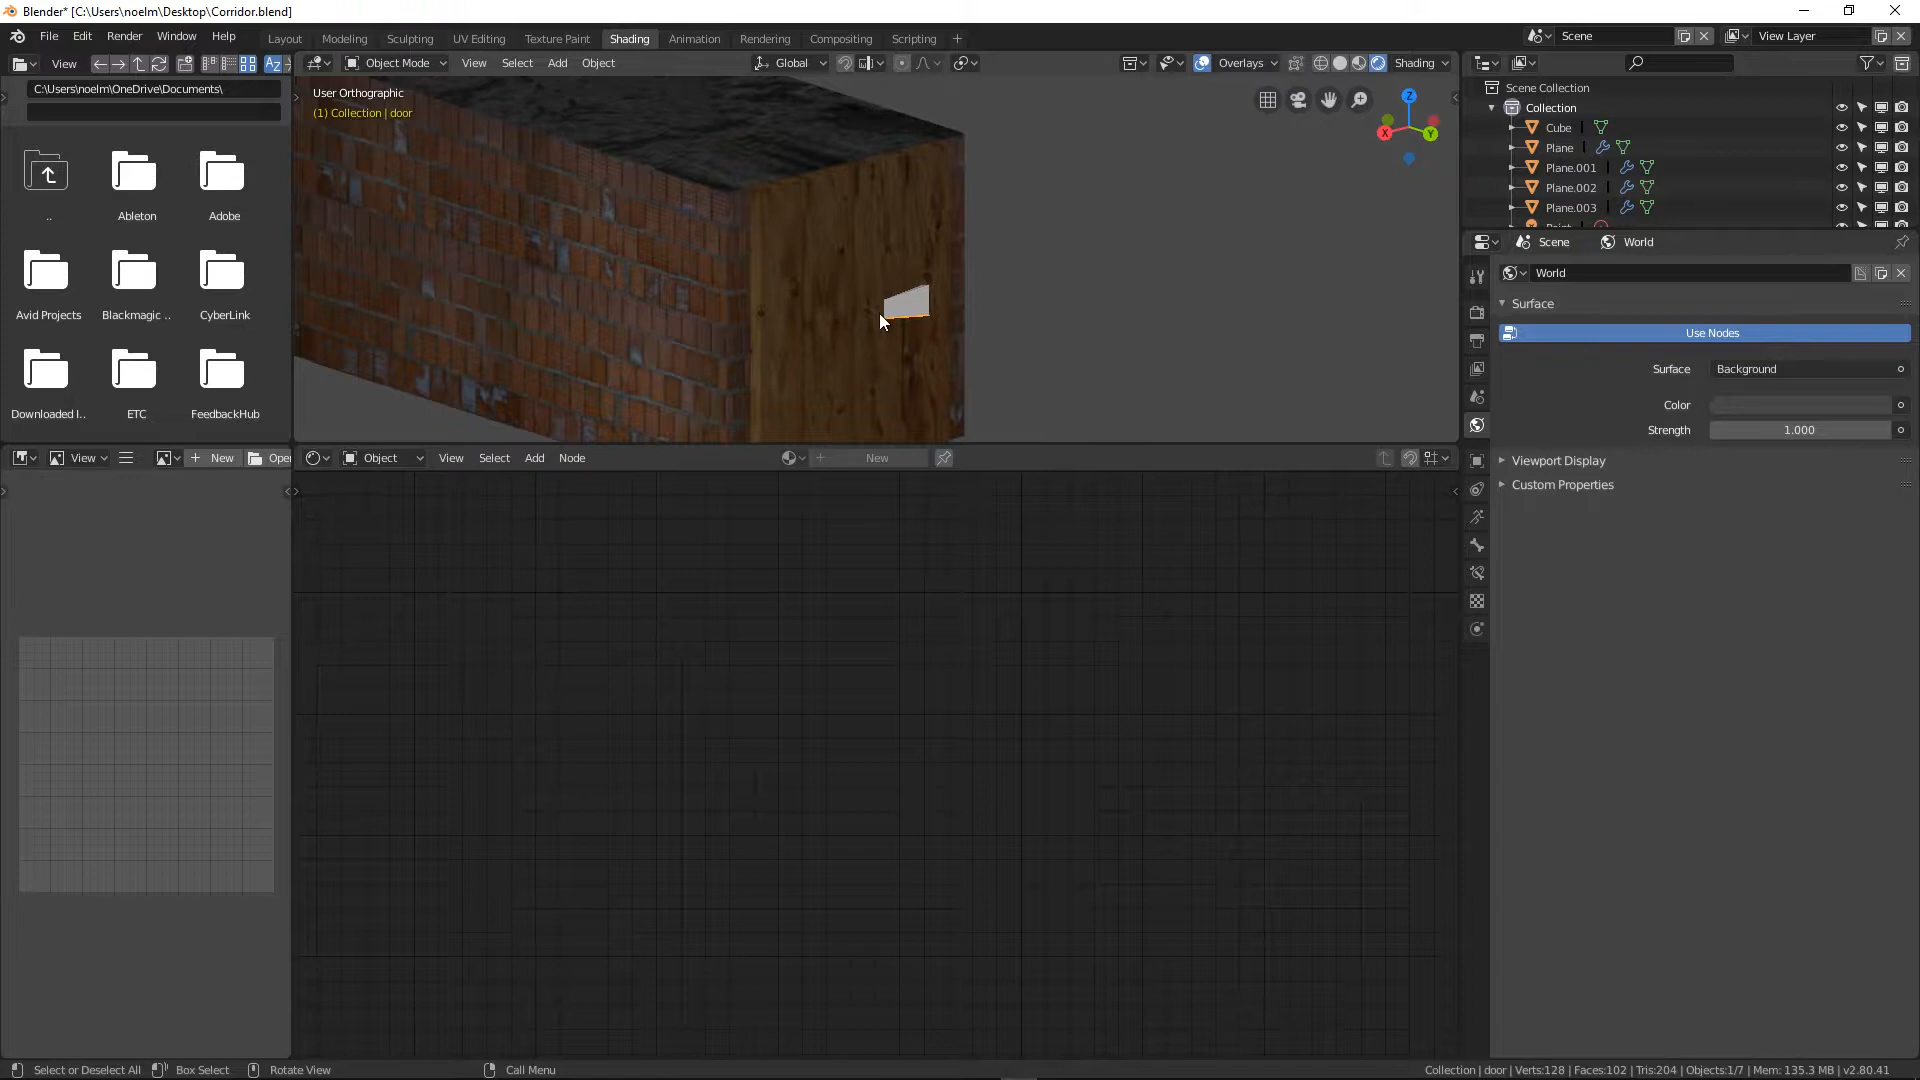 Blender* [C:\Users\noelm\Desktop\Corridor.blend]
File Edit Render Window Help
Layout Modeling Sculpting UV Editing Texture Paint Shading Animation Rendering Compositing Scripting +
Scene
View Layer
View
Object Mode View Select Add Object
Global
Overlays
Shading
C:\Users\noelm\OneDrive\Documents\
User Orthographic
(1) Collection | door
X Y Z
..
Ableton
Adobe
Avid Projects
Blackmagic ..
CyberLink
Downloaded I..
ETC
FeedbackHub
Scene Collection
Collection
Cube
Plane
Plane.001
Plane.002
Plane.003
Scene World
World
Surface
Use Nodes
Surface Background
Color
Strength 1.000
Viewport Display
Custom Properties
View
New
Open
Object View Select Add Node
New
Select or Deselect All
Box Select
Rotate View
Call Menu
Collection | door | Verts:128 | Faces:102 | Tris:204 | Objects:1/7 | Mem: 135.3 MB | v2.80.41